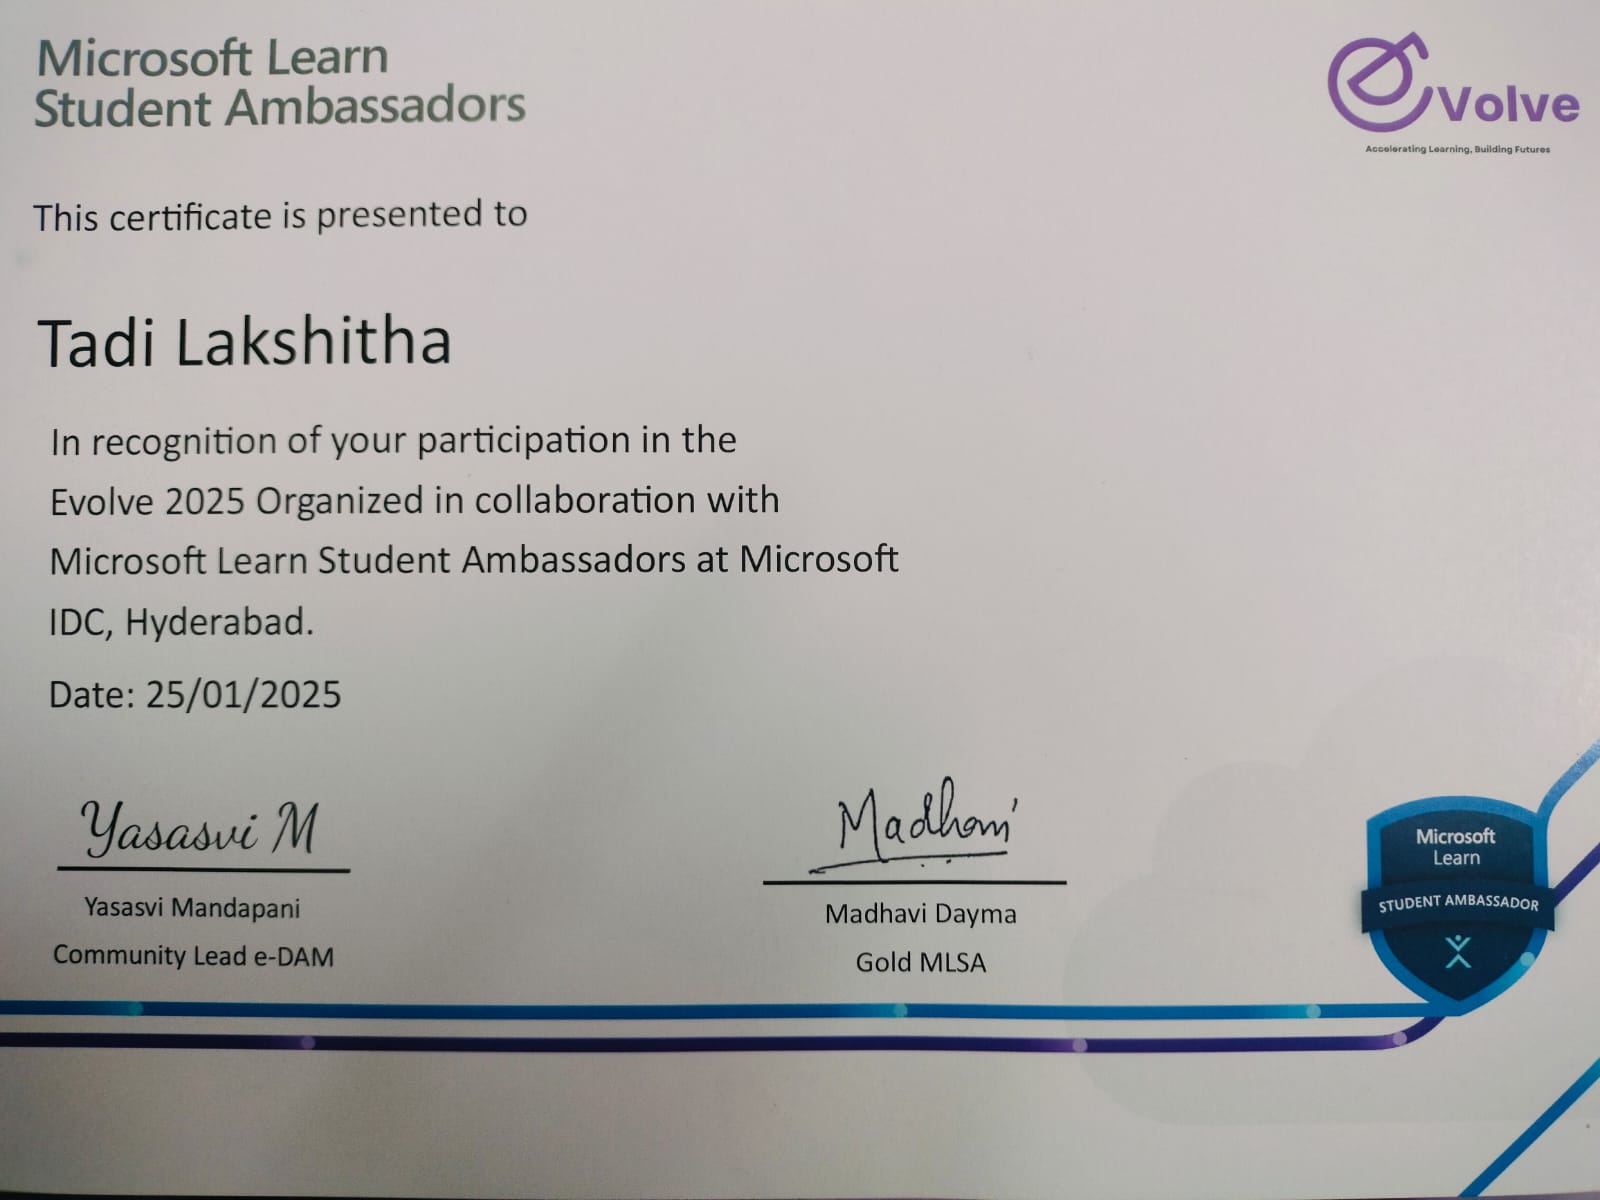 Microsoft Learn
Student Ambassadors
eVolve
Accelerating Learning, Building Futures
This certificate is presented to
Tadi Lakshitha
In recognition of your participation in the
Evolve 2025 Organized in collaboration with
Microsoft Learn Student Ambassadors at Microsoft
IDC, Hyderabad.
Date: 25/01/2025
Yasasvi M
Yasasvi Mandapani
Community Lead e-DAM
Madhavi
Madhavi Dayma
Gold MLSA
Microsoft
Learn
STUDENT AMBASSADOR